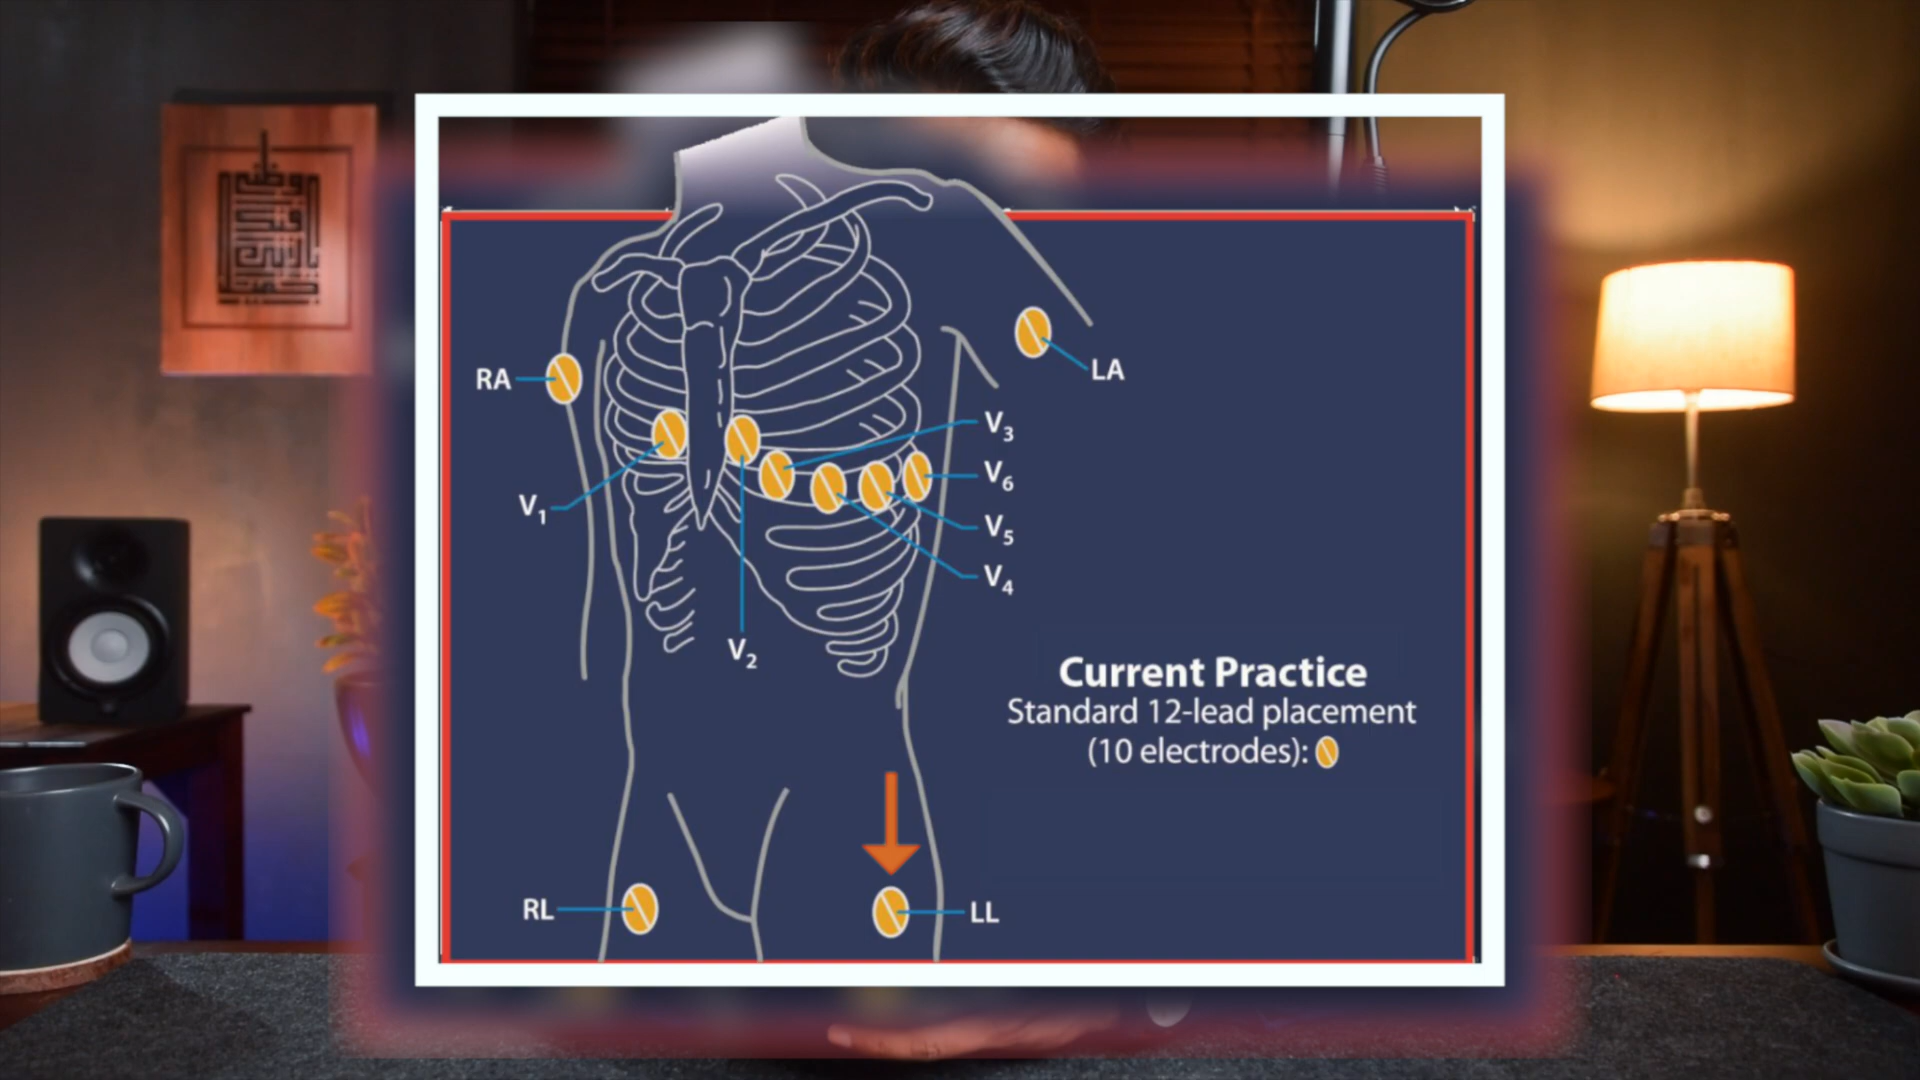 RA
LA
V3
V6
V1
V5
V4
V2
Current Practice
Standard 12-lead placement
(10 electrodes):
RL
LL